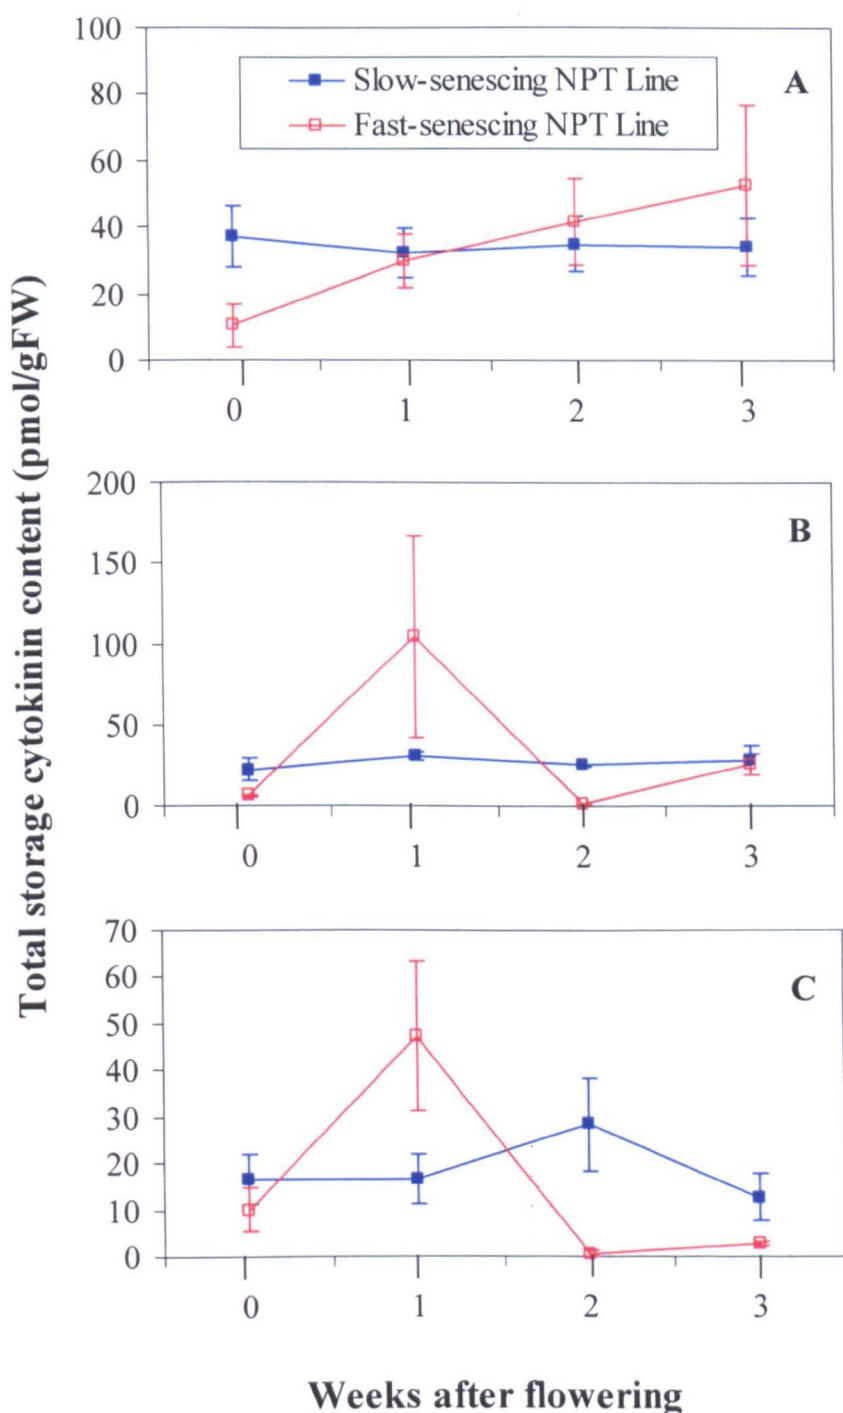 Total storage cytokinin content (pmol/gFW)
100
80
60
40
20
0
Slow-senescing NPT Line
Fast-senescing NPT Line
A
0 1 2 3
200
150
100
50
0
B
0 1 2 3
70
60
50
40
30
20
10
0
C
0 1 2 3
Weeks after flowering